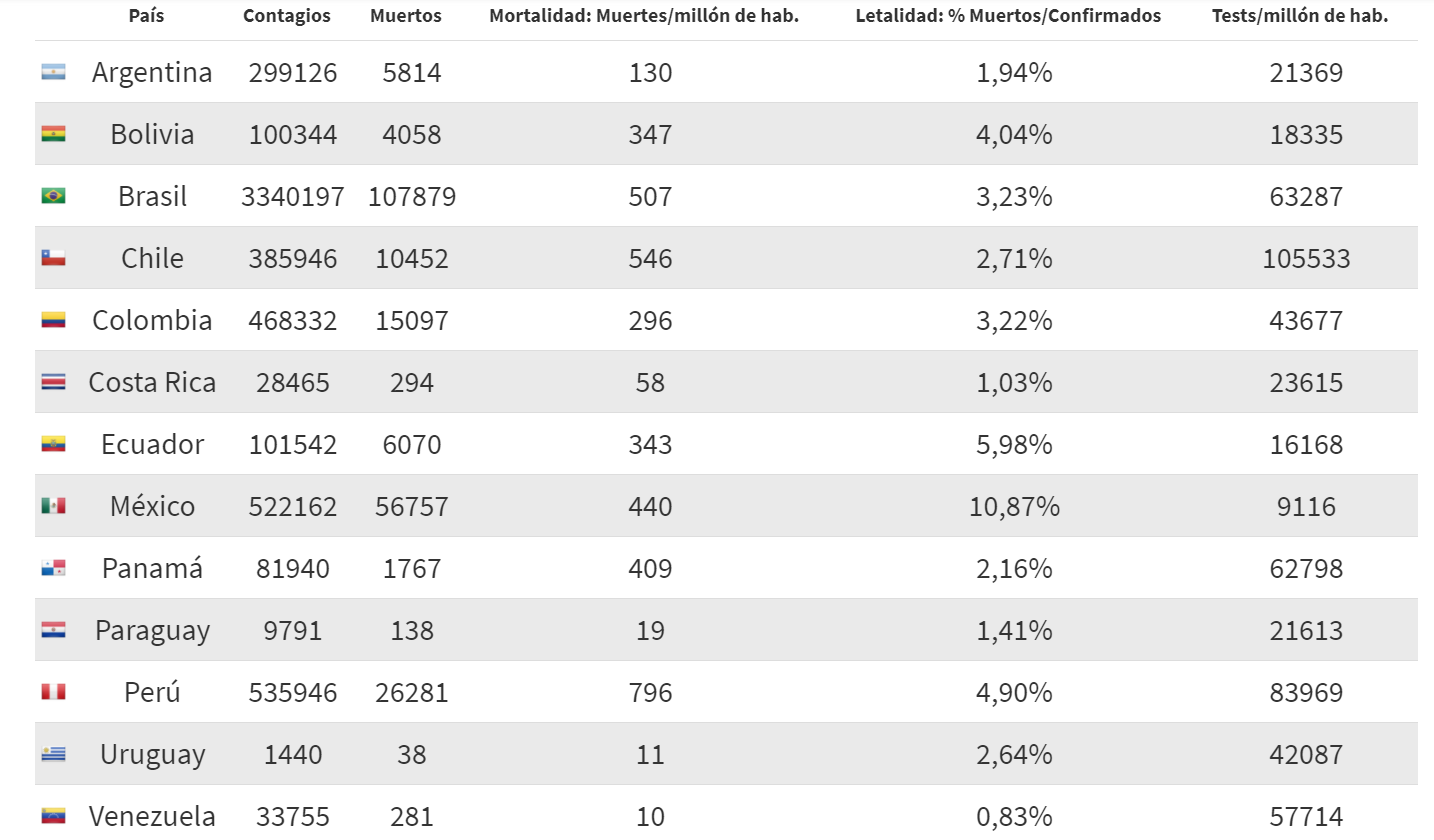 País Contagios Muertos Mortalidad: Muertes/millón de hab. Letalidad: % Muertos/Confirmados Tests/millón de hab.
Argentina 299126 5814 130 1,94% 21369
Bolivia 100344 4058 347 4,04% 18335
Brasil 3340197 107879 507 3,23% 63287
Chile 385946 10452 546 2,71% 105533
Colombia 468332 15097 296 3,22% 43677
Costa Rica 28465 294 58 1,03% 23615
Ecuador 101542 6070 343 5,98% 16168
México 522162 56757 440 10,87% 9116
Panamá 81940 1767 409 2,16% 62798
Paraguay 9791 138 19 1,41% 21613
Perú 535946 26281 796 4,90% 83969
Uruguay 1440 38 11 2,64% 42087
Venezuela 33755 281 10 0,83% 57714